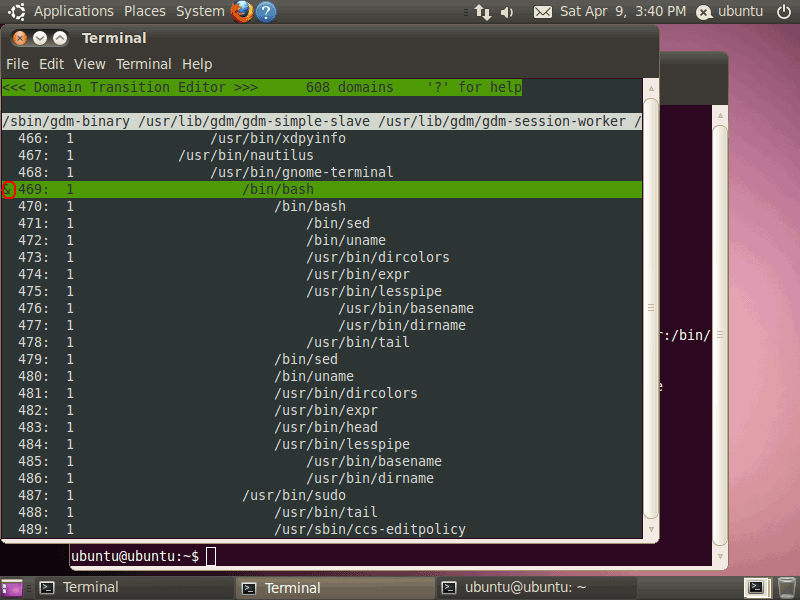 Applications Places System Sat Apr 9, 3:40 PM ubuntu
Terminal
File Edit View Terminal Help
<<< Domain Transition Editor >>> 608 domains '?' for help
/sbin/gdm-binary /usr/lib/gdm/gdm-simple-slave /usr/lib/gdm/gdm-session-worker /
466: 1 /usr/bin/xdpyinfo
467: 1 /usr/bin/nautilus
468: 1 /usr/bin/gnome-terminal
& 469: 1 /bin/bash
470: 1 /bin/bash
471: 1 /bin/sed
472: 1 /bin/uname
473: 1 /usr/bin/dircolors
474: 1 /usr/bin/expr
475: 1 /usr/bin/lesspipe
476: 1 /usr/bin/basename
477: 1 /usr/bin/dirname
r:/bin/
478: 1 /usr/bin/tail
479: 1 /bin/sed
480: 1 /bin/uname
e
481: 1 /usr/bin/dircolors
482: 1 /usr/bin/expr
483: 1 /usr/bin/head
484: 1 /usr/bin/lesspipe
485: 1 /usr/bin/basename
486: 1 /usr/bin/dirname
487: 1 /usr/bin/sudo
488: 1 /usr/bin/tail
489: 1 /usr/sbin/ccs-editpolicy
ubuntu@ubuntu:~$
Terminal Terminal ubuntu@ubuntu: ~